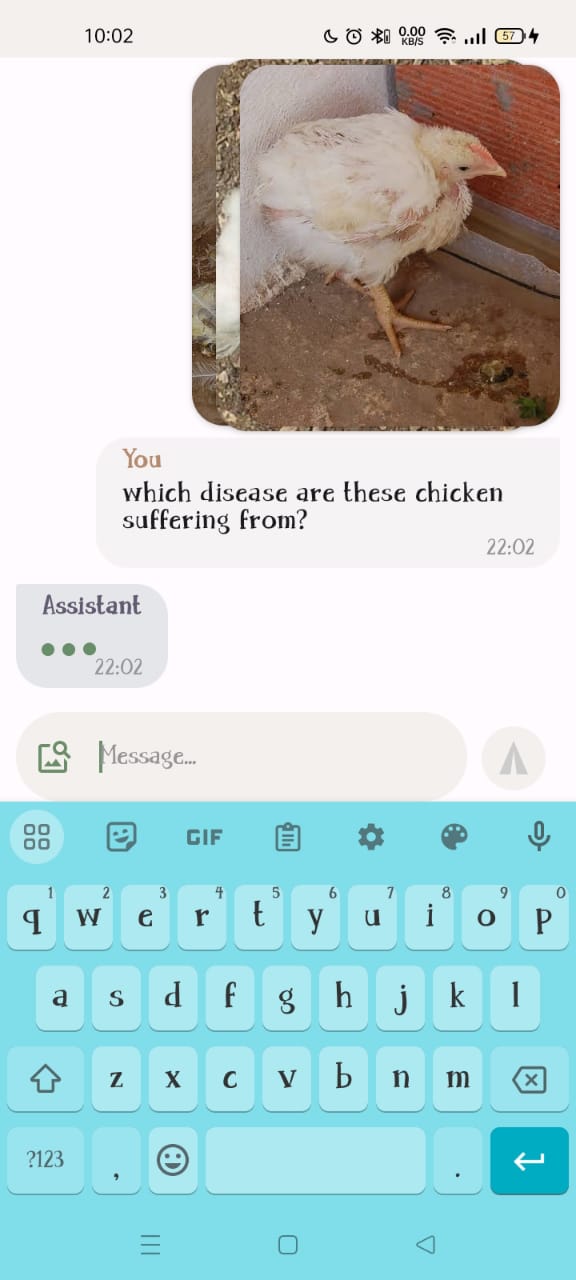 10:02
0.00
KB/S
57
You
which disease are these chicken
suffering from?
22:02
Assistant
22:02
Message...
GIF
1 2 3 4 5 6 7 8 9 0
q w e r t y u i o p
a s d f g h j k l
z x c v b n m
?123 , .